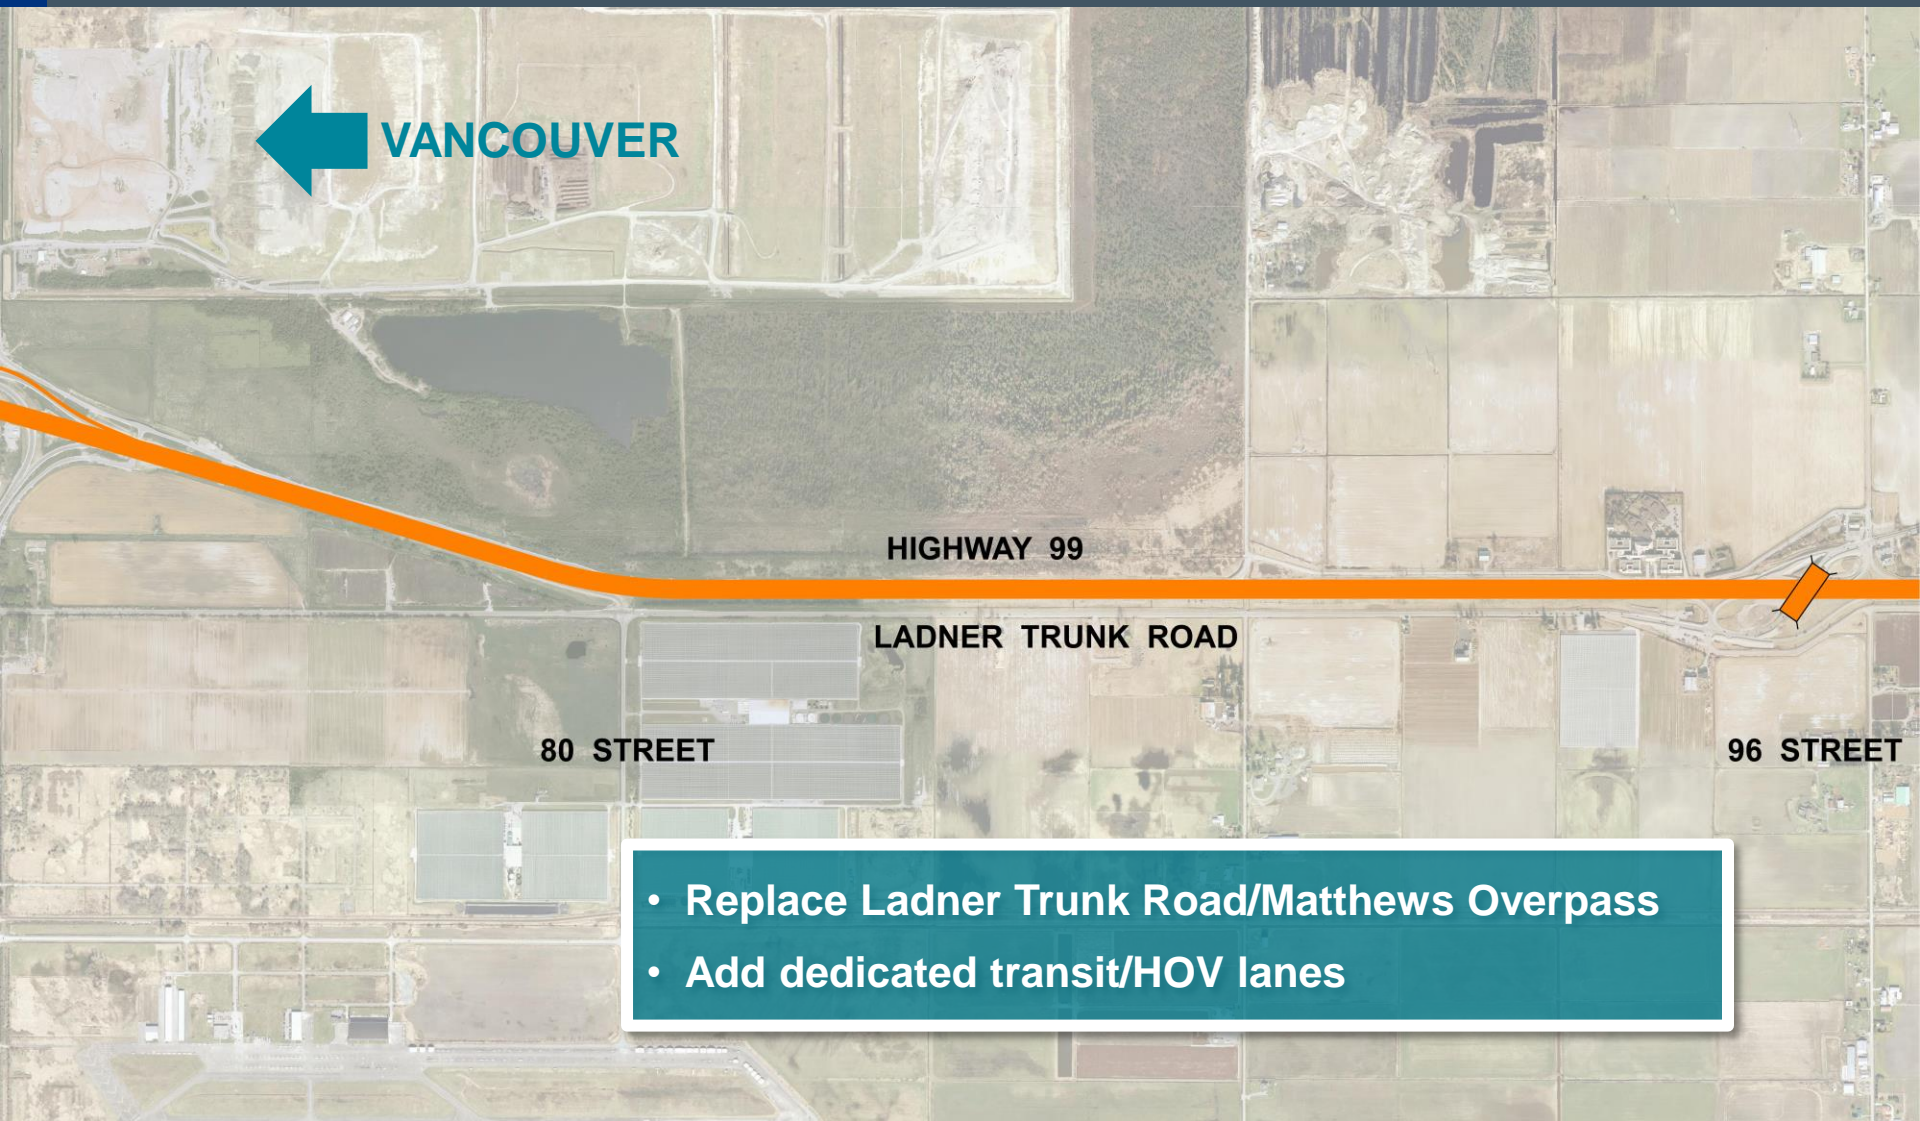 VANCOUVER
HIGHWAY 99
LADNER TRUNK ROAD
80 STREET
96 STREET
• Replace Ladner Trunk Road/Matthews Overpass
• Add dedicated transit/HOV lanes